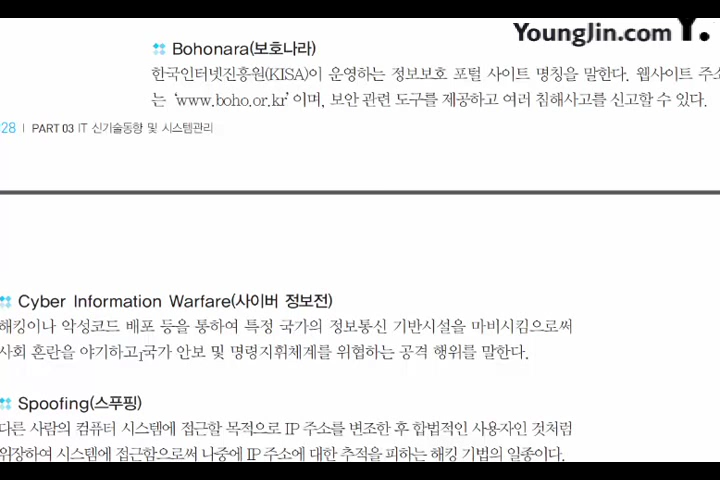 YoungJin.com Y.
Bohonara(보호나라)
한국인터넷진흥원(KISA)이 운영하는 정보보호 포털 사이트 명칭을 말한다. 웹사이트 주소
는 ‘www.boho.or.kr’이며, 보안 관련 도구를 제공하고 여러 침해사고를 신고할 수 있다.
28 | PART 03 IT 신기술동향 및 시스템관리
Cyber Information Warfare(사이버 정보전)
해킹이나 악성코드 배포 등을 통하여 특정 국가의 정보통신 기반시설을 마비시킴으로써
사회 혼란을 야기하고 국가 안보 및 명령지휘체계를 위협하는 공격 행위를 말한다.
Spoofing(스푸핑)
다른 사람의 컴퓨터 시스템에 접근할 목적으로 IP 주소를 변조한 후 합법적인 사용자인 것처럼
위장하여 시스템에 접근함으로써 나중에 IP 주소에 대한 추적을 피하는 해킹 기법의 일종이다.